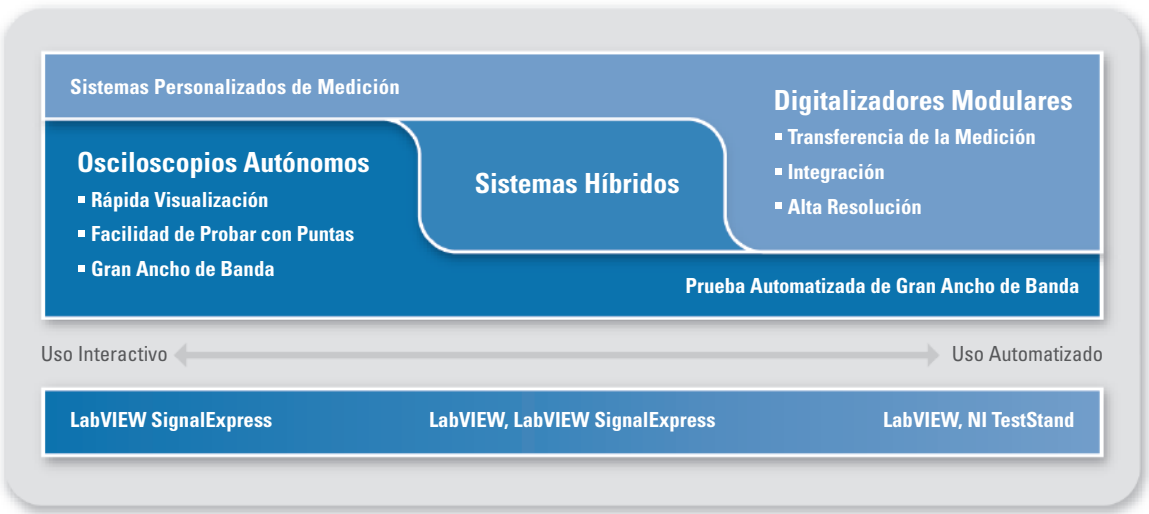 Sistemas Personalizados de Medición
Osciloscopios Autónomos
▪ Rápida Visualización
▪ Facilidad de Probar con Puntas
▪ Gran Ancho de Banda
Sistemas Híbridos
Digitalizadores Modulares
▪ Transferencia de la Medición
▪ Integración
▪ Alta Resolución
Prueba Automatizada de Gran Ancho de Banda
Uso Interactivo
Uso Automatizado
LabVIEW SignalExpress
LabVIEW, LabVIEW SignalExpress
LabVIEW, NI TestStand